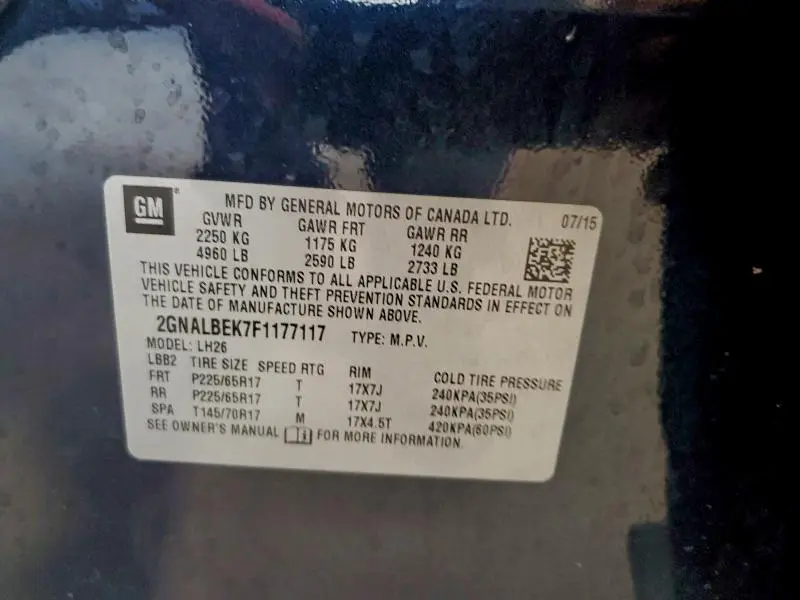 GM
MFD BY GENERAL MOTORS OF CANADA LTD. 07/15
GVWR GAWR FRT GAWR RR
2250 KG 1175 KG 1240 KG
4960 LB 2590 LB 2733 LB
THIS VEHICLE CONFORMS TO ALL APPLICABLE U.S. FEDERAL MOTOR
VEHICLE SAFETY AND THEFT PREVENTION STANDARDS IN EFFECT ON
THE DATE OF MANUFACTURE SHOWN ABOVE.
2GNALBEK7F1177117 TYPE: M.P.V.
MODEL: LH26
LBB2 TIRE SIZE SPEED RTG RIM COLD TIRE PRESSURE
FRT P225/65R17 T 17X7J 240KPA(35PSI)
RR P225/65R17 T 17X7J 240KPA(35PSI)
SPA T145/70R17 M 17X4.5T 420KPA(60PSI)
SEE OWNER'S MANUAL FOR MORE INFORMATION.